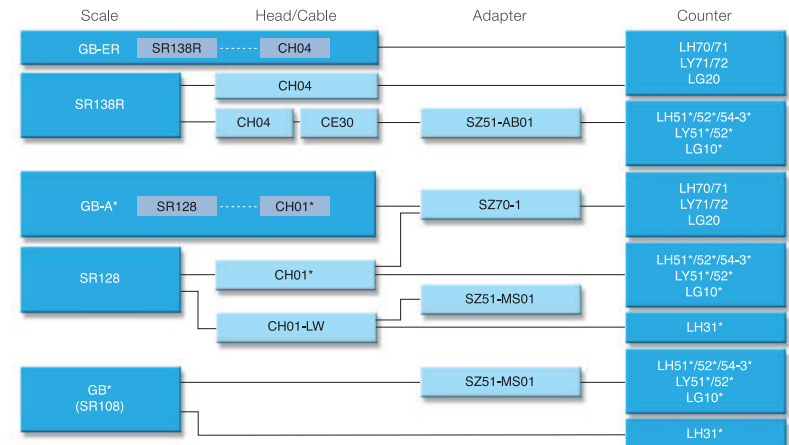 Scale Head/Cable Adapter Counter
GB-ER SR138R CH04
LH70/71
LY71/72
LG20
SR138R
CH04
CH04 CE30 SZ51-AB01
LH51*/52*/54-3*
LY51*/52*
LG10*
GB-A* SR128 CH01* SZ70-1
LH70/71
LY71/72
LG20
SR128
CH01*
LH51*/52*/54-3*
LY51*/52*
LG10*
SZ51-MS01
CH01-LW
LH31*
GB*
(SR108)
SZ51-MS01
LH51*/52*/54-3*
LY51*/52*
LG10*
LH31*